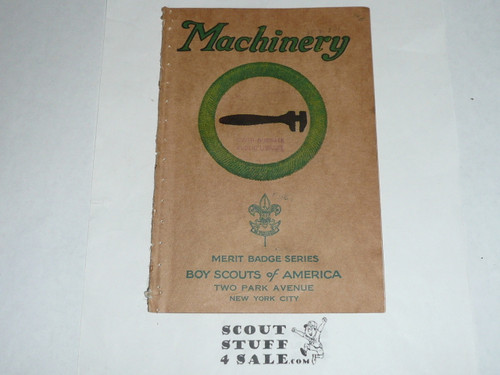 Machinery
MERIT BADGE SERIES
BOY SCOUTS of AMERICA
TWO PARK AVENUE
NEW YORK CITY
SCOUT
STUFF
4 SALE.com